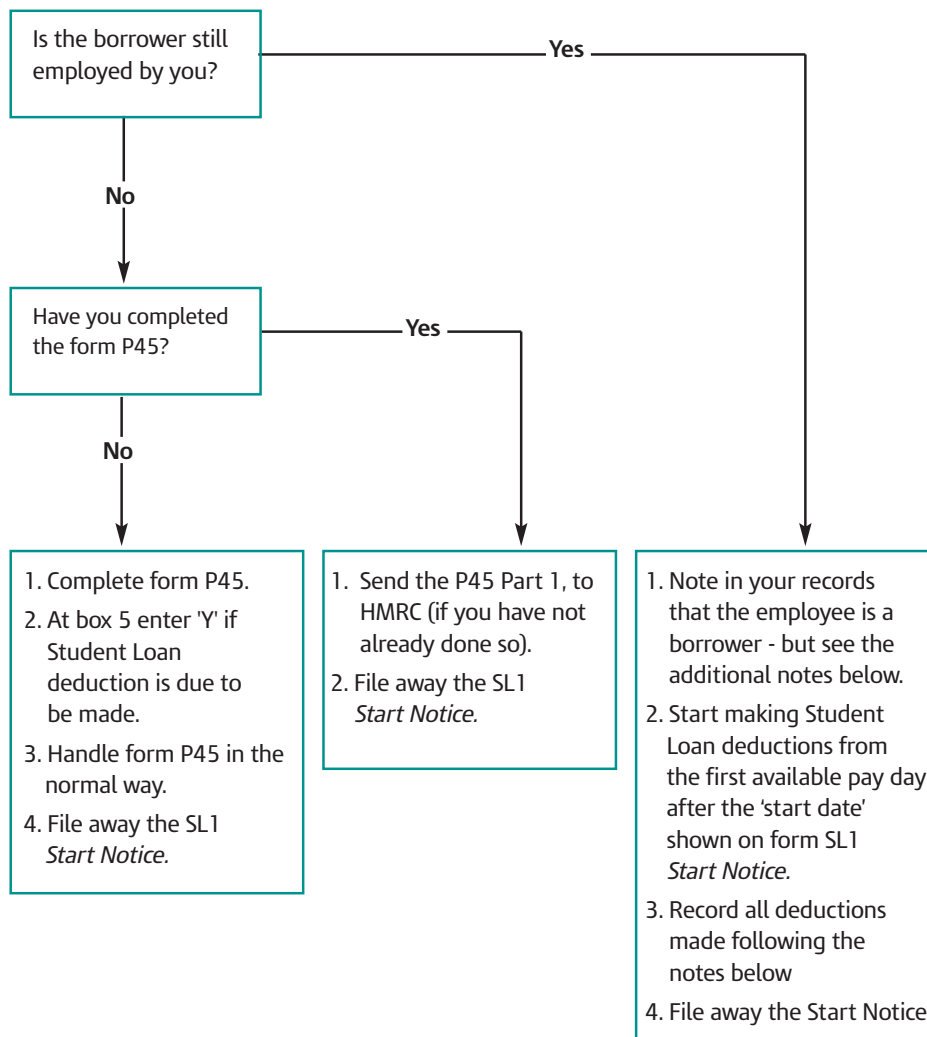 Is the borrower still
employed by you?
Yes
No
Have you completed
the form P45?
Yes
No
1. Complete form P45.
2. At box 5 enter 'Y' if
Student Loan
deduction is due to
be made.
3. Handle form P45 in the
normal way.
4. File away the SL1
Start Notice.
1. Send the P45 Part 1, to
HMRC (if you have not
already done so).
2. File away the SL1
Start Notice.
1. Note in your records
that the employee is a
borrower - but see the
additional notes below.
2. Start making Student
Loan deductions from
the first available pay day
after the ‘start date’
shown on form SL1
Start Notice.
3. Record all deductions
made following the
notes below
4. File away the Start Notice